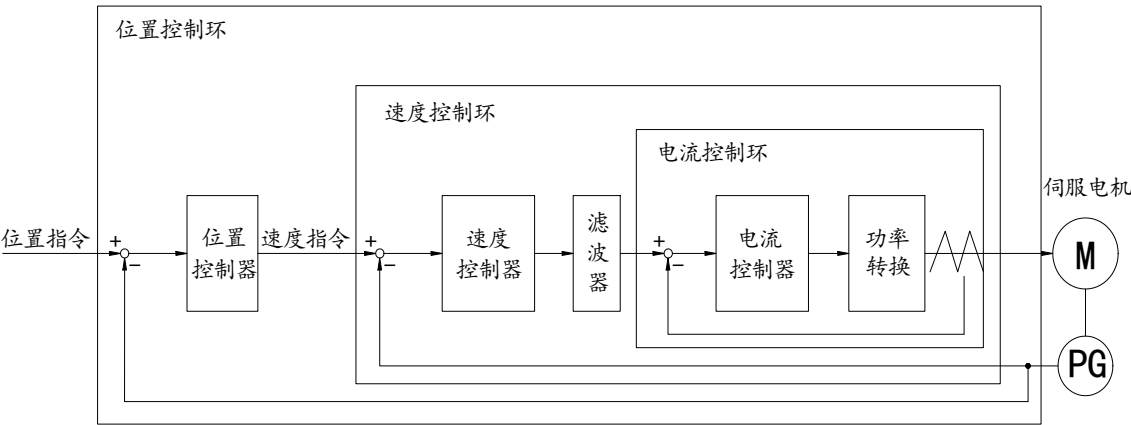 位置控制环
速度控制环
电流控制环
伺服电机
位置指令
+
−
位置
控制器
速度指令
+
−
速度
控制器
滤
波
器
+
−
电流
控制器
功率
转换
M
PG